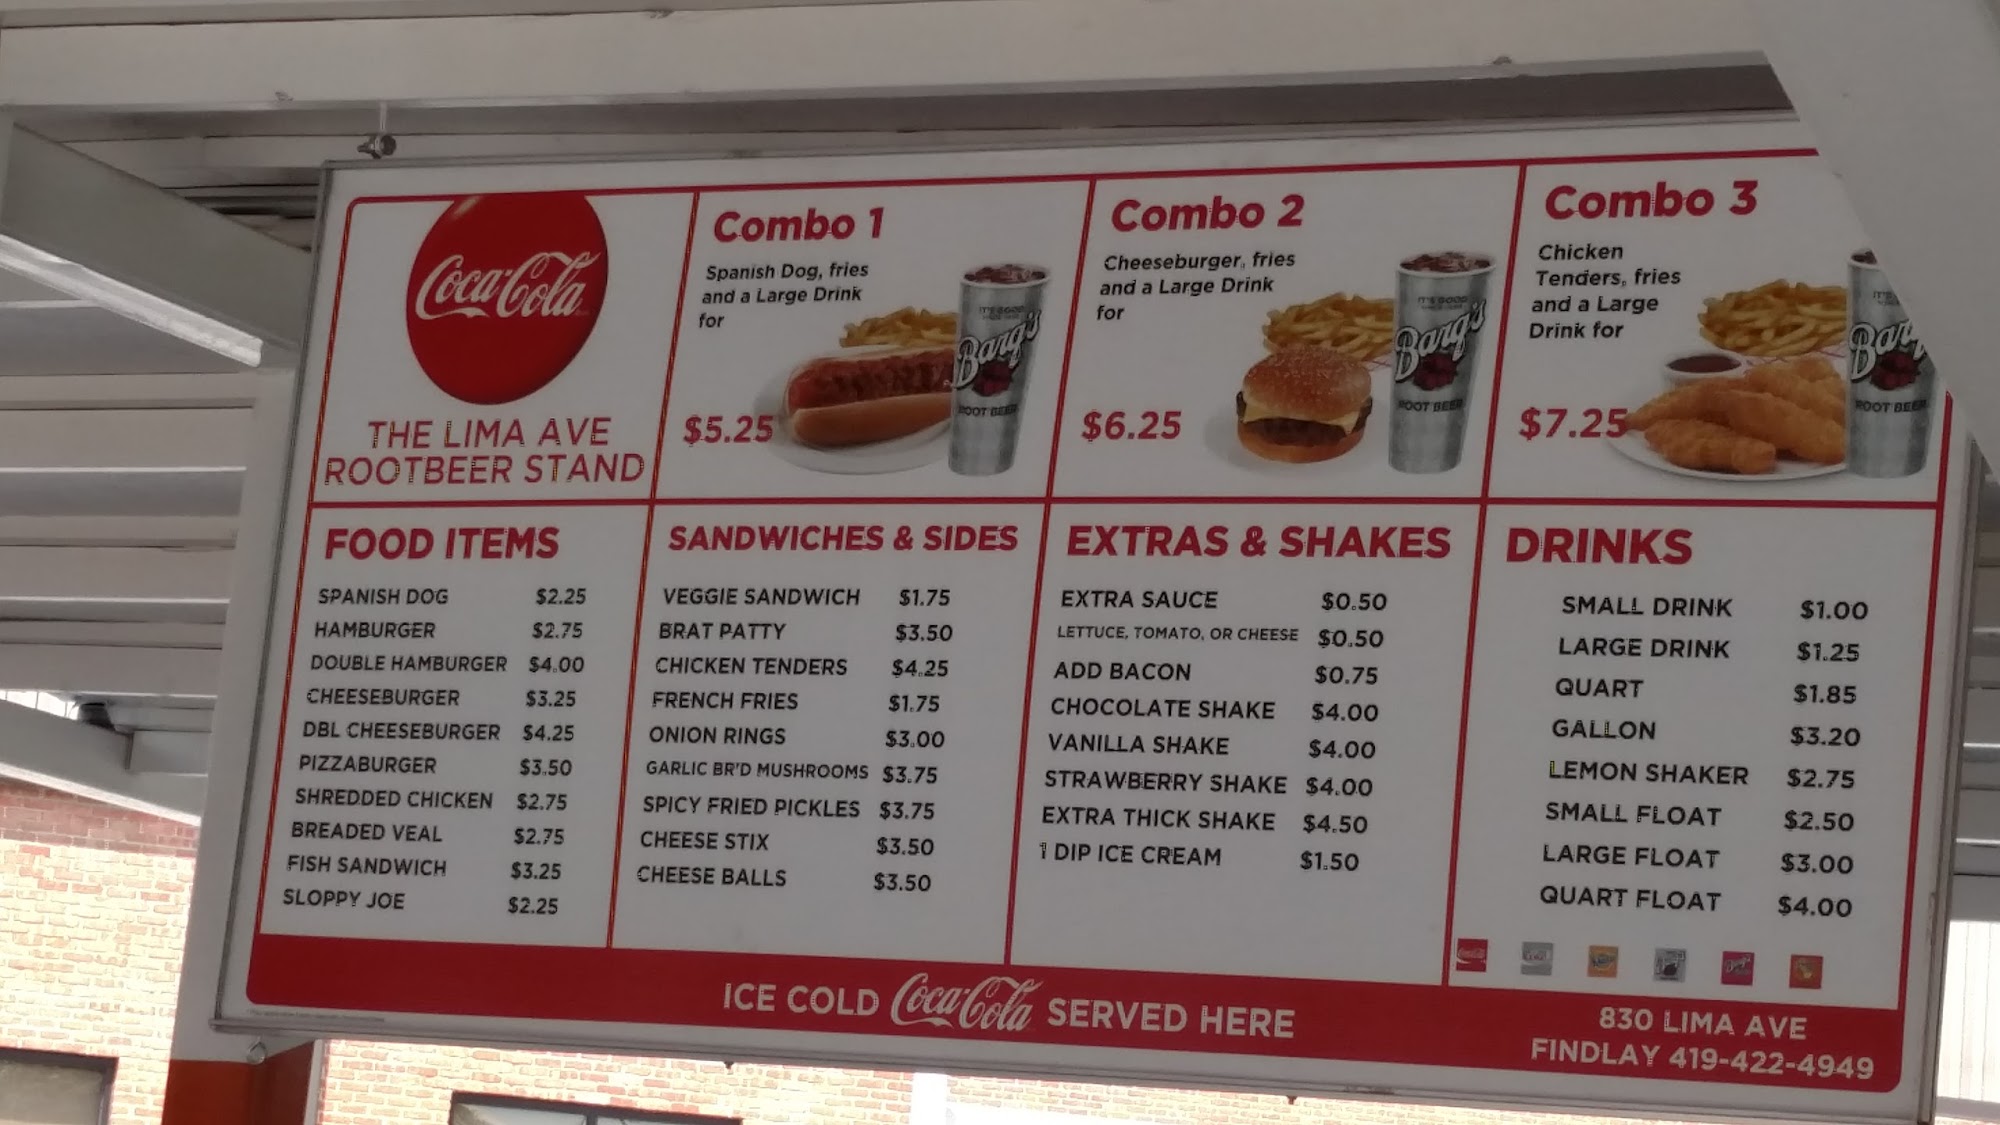 Coca-Cola
THE LIMA AVE
ROOTBEER STAND
Combo 1
Spanish Dog, fries
and a Large Drink
for
$5.25
IT'S GOOD
Barq's
ROOT BEER
Combo 2
Cheeseburger, fries
and a Large Drink
for
$6.25
IT'S GOOD
Barq's
ROOT BEER
Combo 3
Chicken
Tenders, fries
and a Large
Drink for
$7.25
Barq
ROOT BEER
FOOD ITEMS
SPANISH DOG $2.25
HAMBURGER $2.75
DOUBLE HAMBURGER $4.00
CHEESEBURGER $3.25
DBL CHEESEBURGER $4.25
PIZZABURGER $3.50
SHREDDED CHICKEN $2.75
BREADED VEAL $2.75
FISH SANDWICH $3.25
SLOPPY JOE $2.25
SANDWICHES & SIDES
VEGGIE SANDWICH $1.75
BRAT PATTY $3.50
CHICKEN TENDERS $4.25
FRENCH FRIES $1.75
ONION RINGS $3.00
GARLIC BR'D MUSHROOMS $3.75
SPICY FRIED PICKLES $3.75
CHEESE STIX $3.50
CHEESE BALLS $3.50
EXTRAS & SHAKES
EXTRA SAUCE $0.50
LETTUCE, TOMATO, OR CHEESE $0.50
ADD BACON $0.75
CHOCOLATE SHAKE $4.00
VANILLA SHAKE $4.00
STRAWBERRY SHAKE $4.00
EXTRA THICK SHAKE $4.50
1 DIP ICE CREAM $1.50
DRINKS
SMALL DRINK $1.00
LARGE DRINK $1.25
QUART $1.85
GALLON $3.20
LEMON SHAKER $2.75
SMALL FLOAT $2.50
LARGE FLOAT $3.00
QUART FLOAT $4.00
Coca-Cola
Barq's
ICE COLD Coca-Cola SERVED HERE
830 LIMA AVE
FINDLAY 419-422-4949